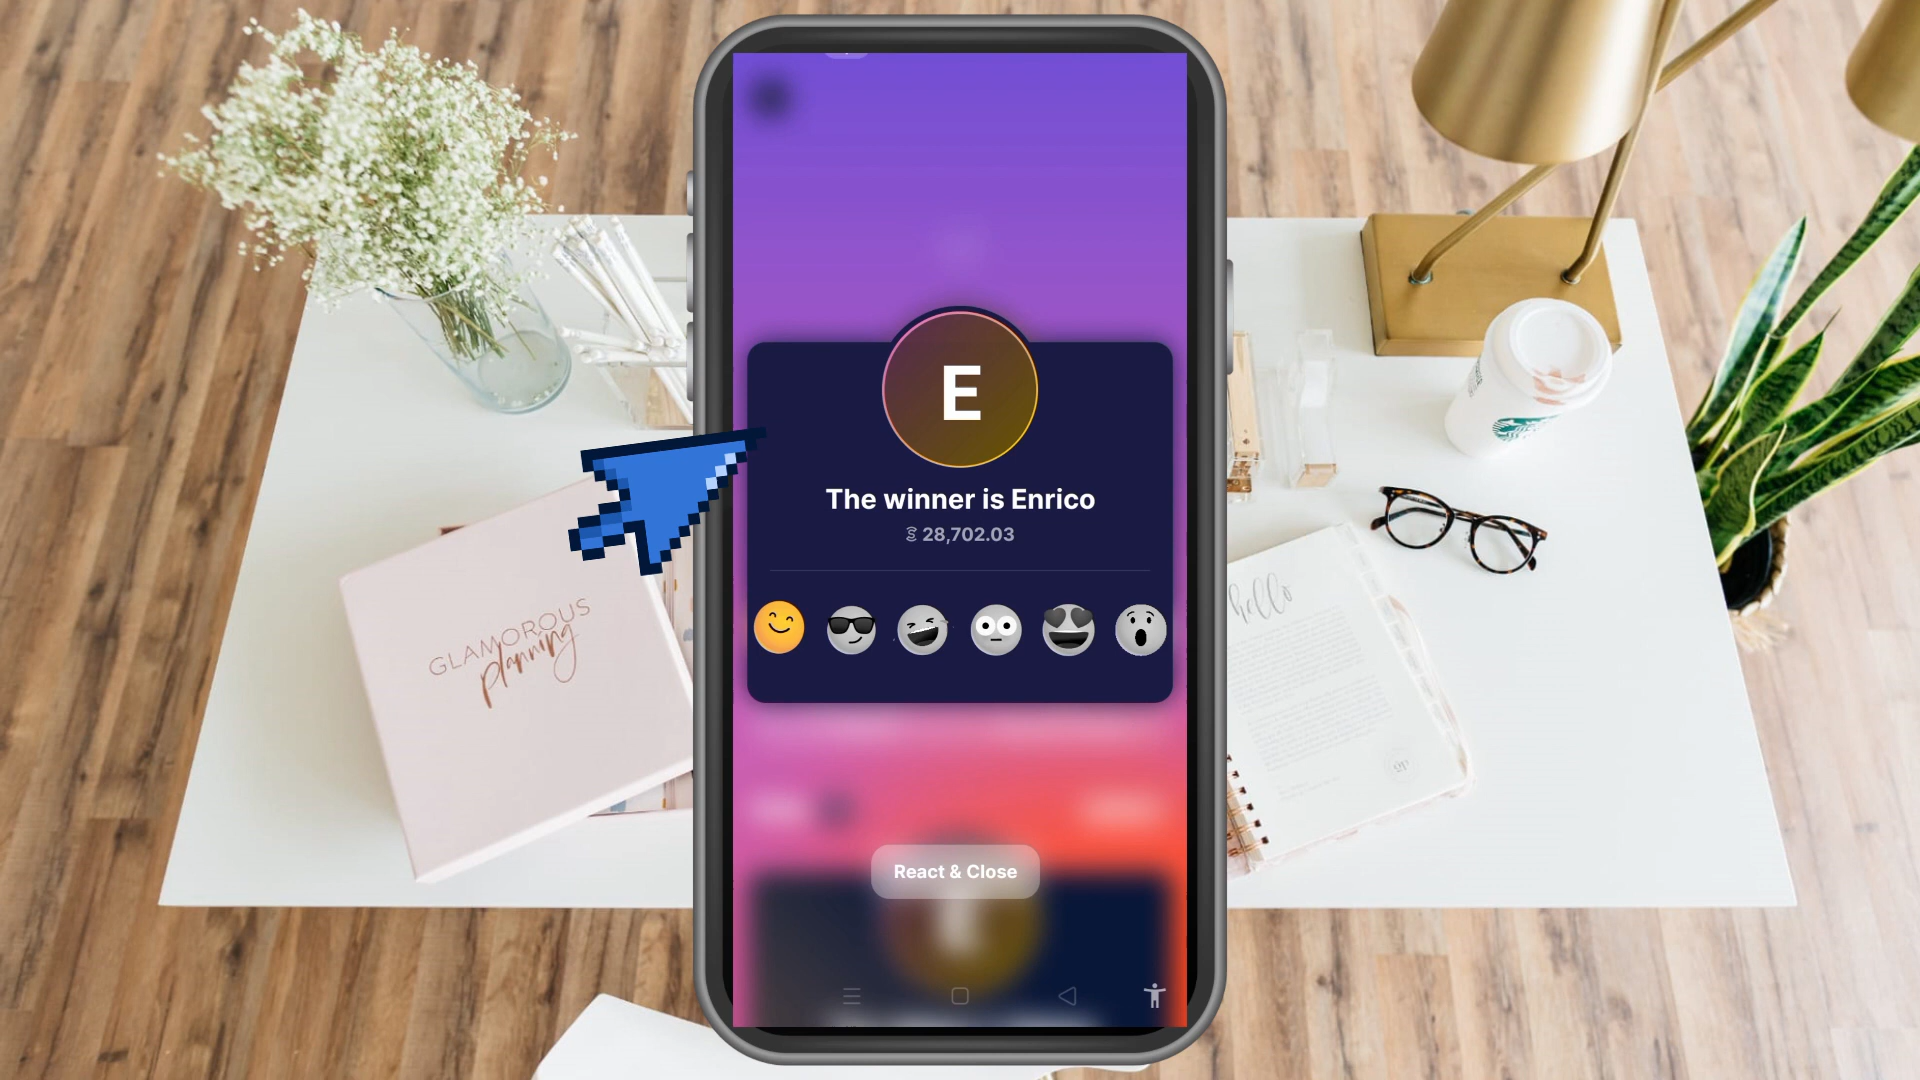 E
The winner is Enrico
28,702.03
React & Close
GLAMOROUS
planning
hello